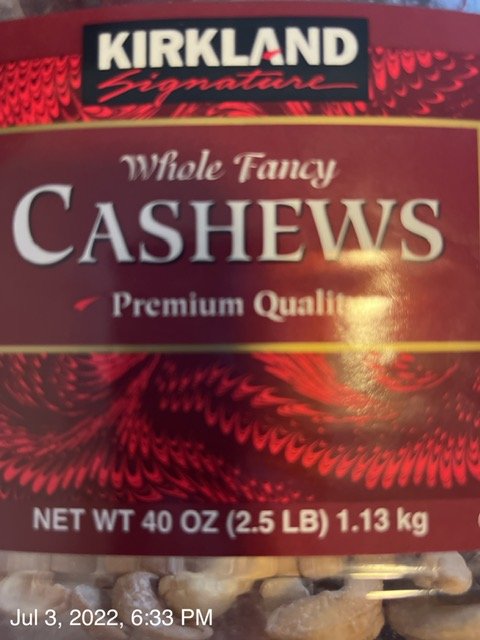 KIRKLAND
Signature
Whole Fancy
CASHEWS
Premium Quality
NET WT 40 OZ (2.5 LB) 1.13 kg
Jul 3, 2022, 6:33 PM